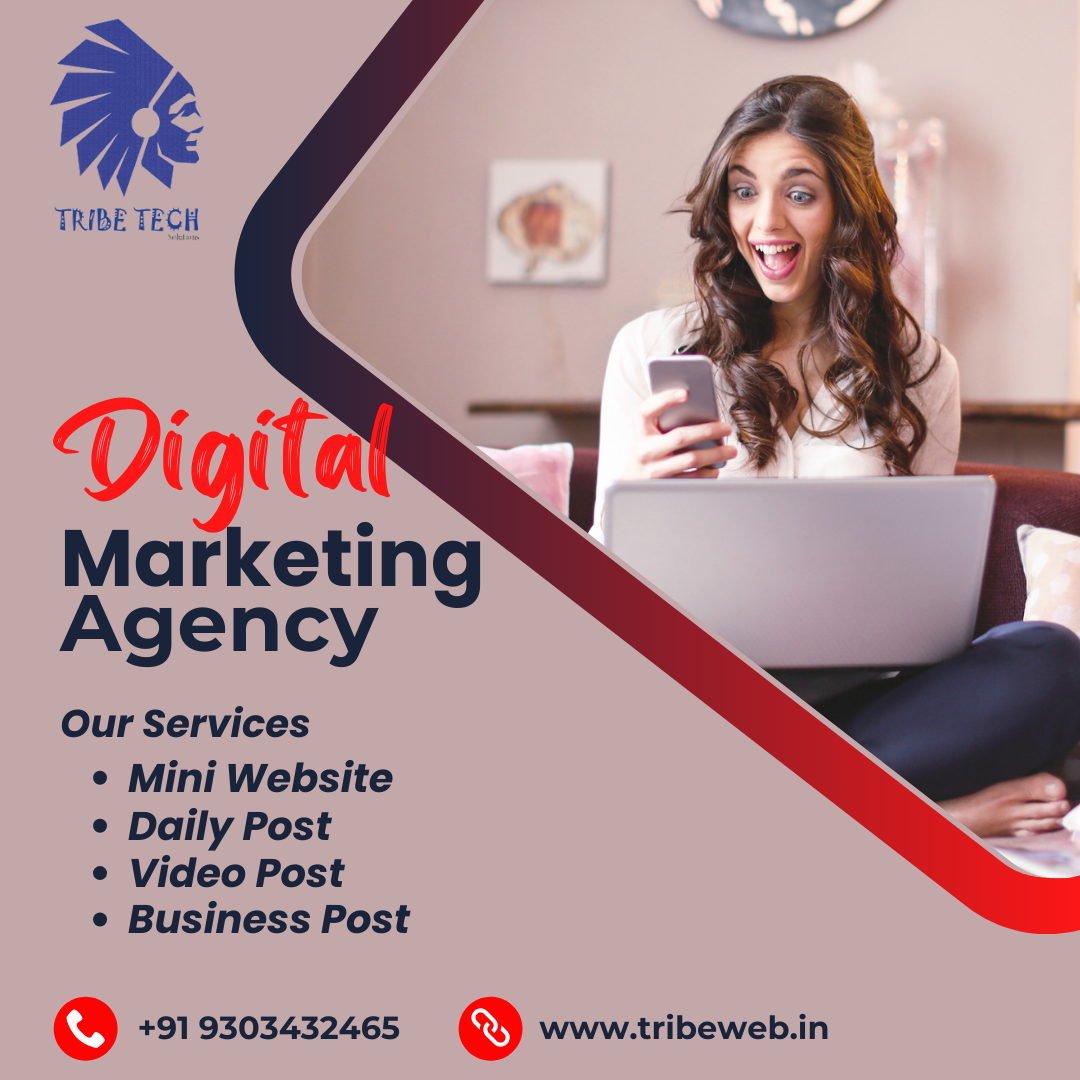 TRIBE TECH
Solutions
Digital
Marketing
Agency
Our Services
• Mini Website
• Daily Post
• Video Post
• Business Post
+91 9303432465
www.tribeweb.in